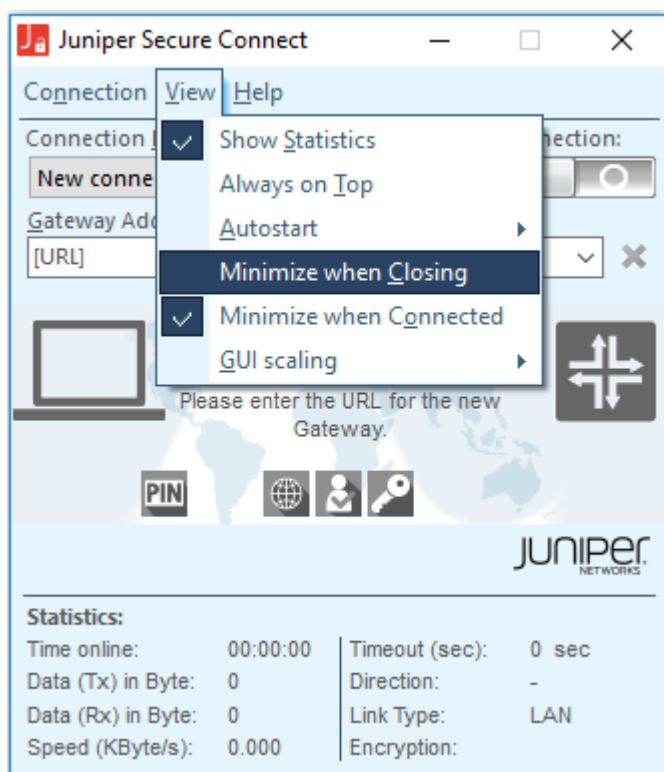 Juniper Secure Connect
Connection View Help
Connection
nection:
Show Statistics
New conne
Always on Top
Gateway Add
Autostart
[URL]
Minimize when Closing
Minimize when Connected
GUI scaling
Please enter the URL for the new
Gateway.
PIN
JUNIPER
NETWORKS
Statistics:
Time online: 00:00:00 Timeout (sec): 0 sec
Data (Tx) in Byte: 0 Direction: -
Data (Rx) in Byte: 0 Link Type: LAN
Speed (KByte/s): 0.000 Encryption: